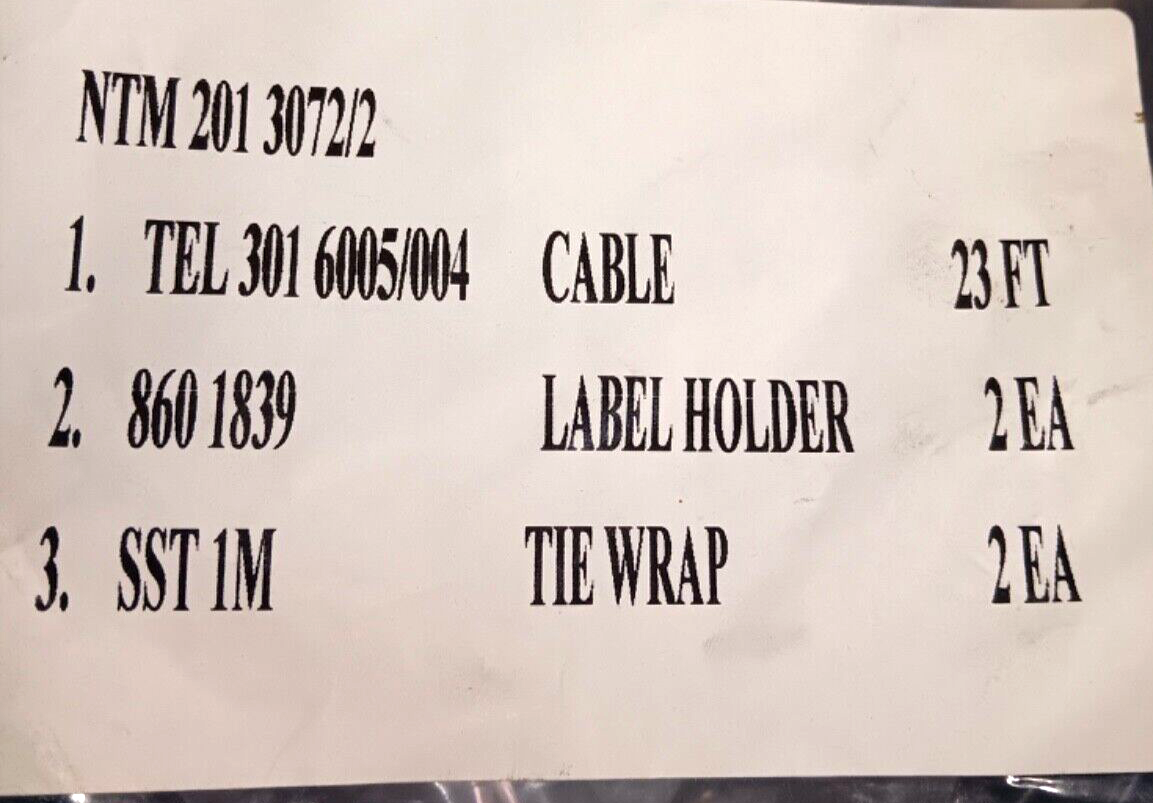 NTM 201 3072/2
1. TEL 301 6005/004 CABLE 23 FT
2. 860 1839 LABEL HOLDER 2 EA
3. SST 1M TIE WRAP 2 EA